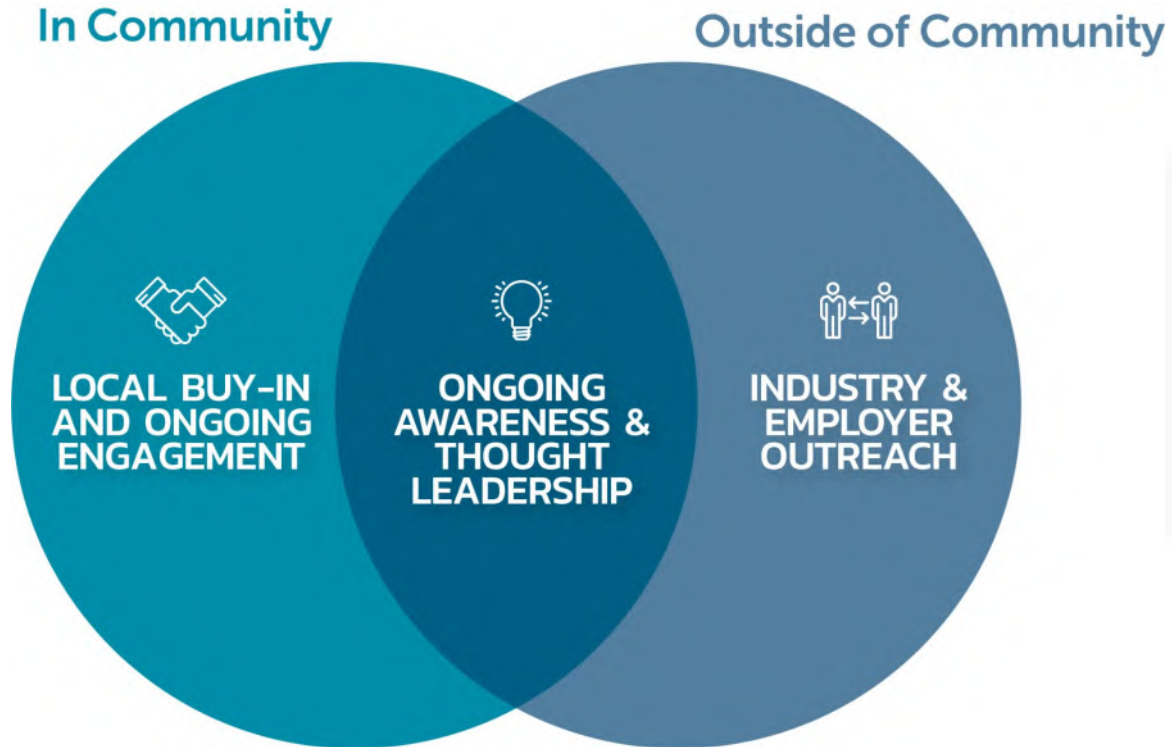 In Community
Outside of Community
LOCAL BUY-IN
AND ONGOING
ENGAGEMENT
ONGOING
AWARENESS &
THOUGHT
LEADERSHIP
INDUSTRY &
EMPLOYER
OUTREACH